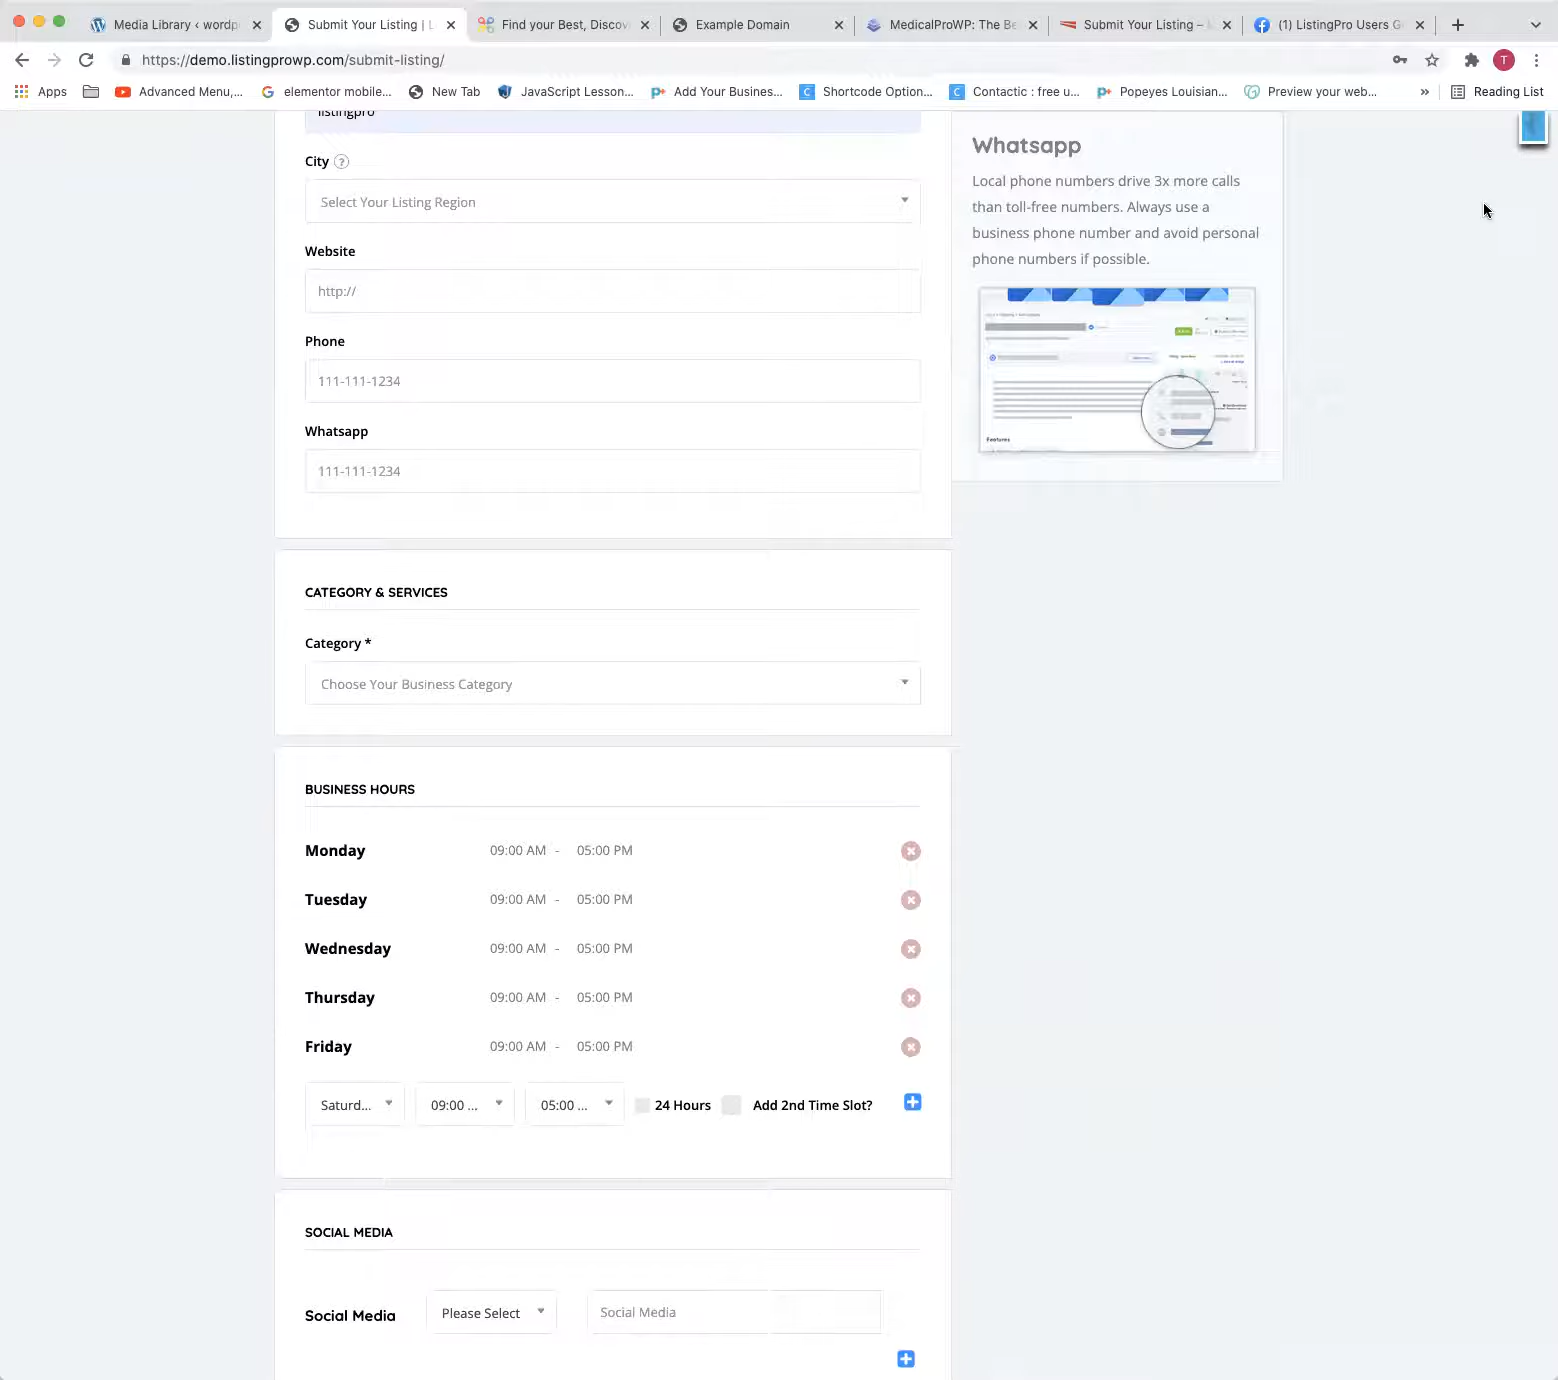 Media Library ‹ wordp
Submit Your Listing | L
Find your Best, Discov
Example Domain
MedicalProWP: The Be
Submit Your Listing –
(1) ListingPro Users G
https://demo.listingprowp.com/submit-listing/
T
Apps
Advanced Menu,...
elementor mobile...
New Tab
JavaScript Lesson...
Add Your Busines...
Shortcode Option...
Contactic : free u...
Popeyes Louisian...
Preview your web...
»
Reading List
listingpro
City ?
Select Your Listing Region
Website
http://
Phone
111-111-1234
Whatsapp
111-111-1234
Whatsapp
Local phone numbers drive 3x more calls
than toll-free numbers. Always use a
business phone number and avoid personal
phone numbers if possible.
Features
CATEGORY & SERVICES
Category *
Choose Your Business Category
BUSINESS HOURS
Monday 09:00 AM - 05:00 PM
Tuesday 09:00 AM - 05:00 PM
Wednesday 09:00 AM - 05:00 PM
Thursday 09:00 AM - 05:00 PM
Friday 09:00 AM - 05:00 PM
Saturd... 09:00 ... 05:00 ... 24 Hours Add 2nd Time Slot?
SOCIAL MEDIA
Social Media Please Select Social Media